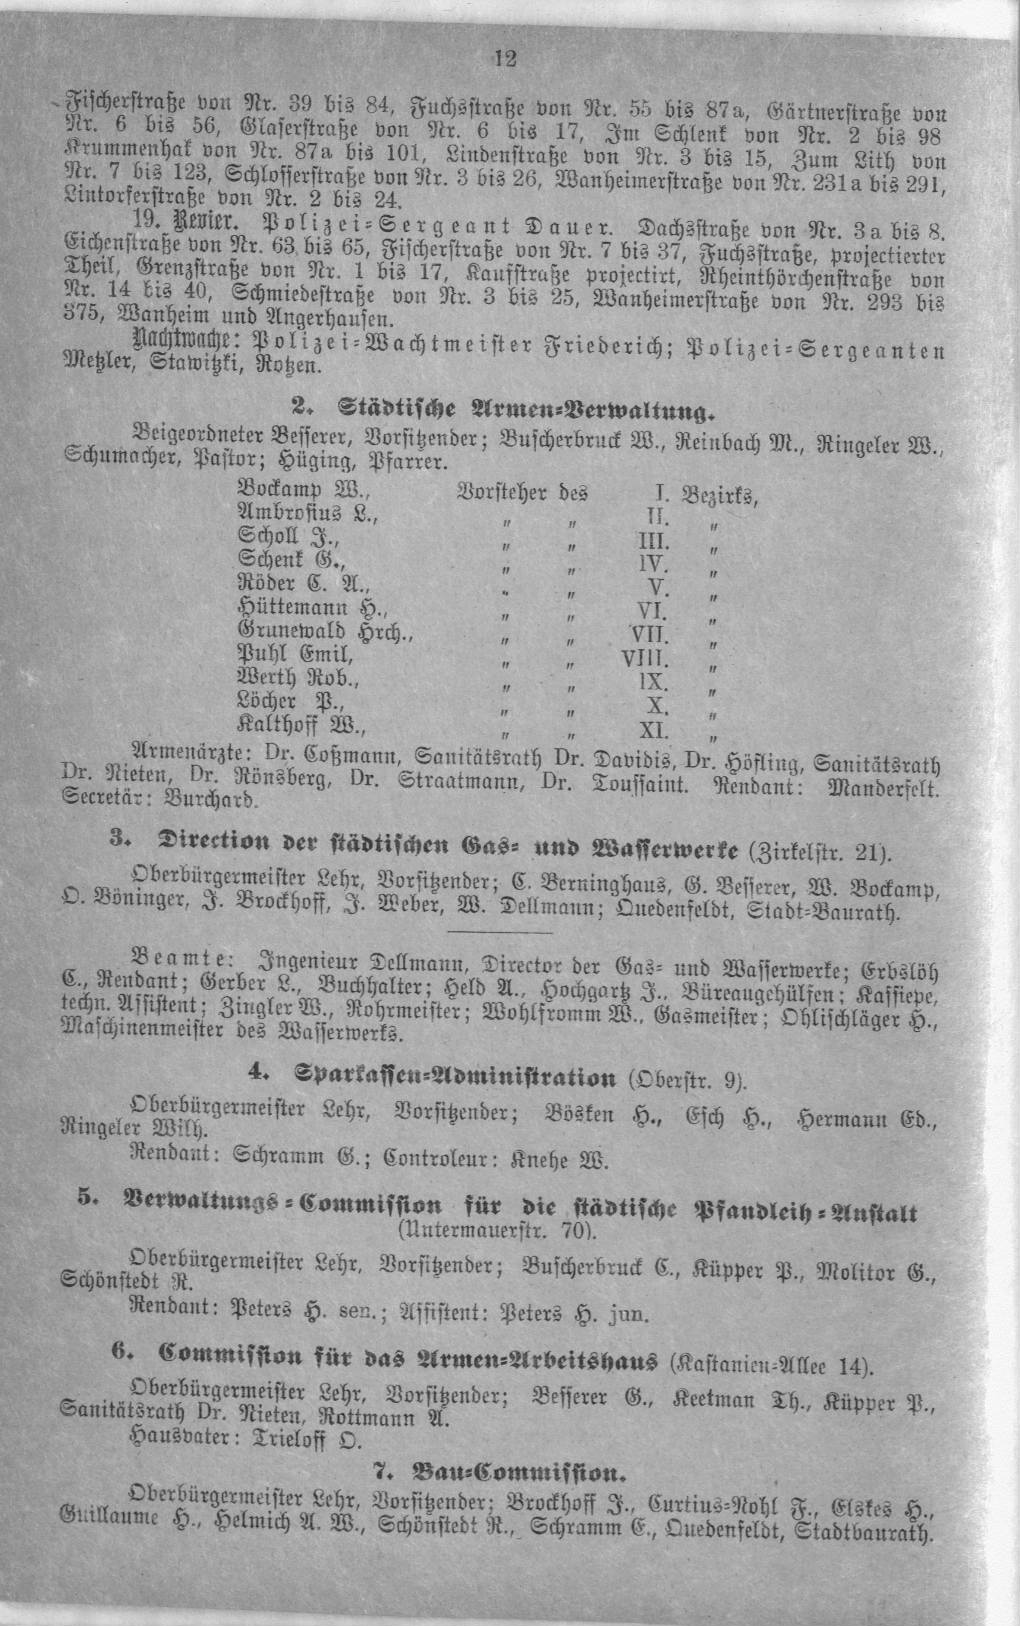 12
Fischerstraße von Nr. 39 bis 84, Fuchsstraße von Nr. 55 bis 87a, Gärtnerstraße von
Nr. 6 bis 56, Glaserstraße von Nr. 6 bis 17, Im Schlenk von Nr. 2 bis 98
Krummenhak von Nr. 87a bis 101, Lindenstraße von Nr. 3 bis 15, Zum Lith von
Nr. 7 bis 123, Schlosserstraße von Nr. 3 bis 26, Wanheimerstraße von Nr. 231a bis 291,
Lintorferstraße von Nr. 2 bis 24.
19. Revier. Polizei-Sergeant Dauer. Dachsstraße von Nr. 3a bis 8.
Eichenstraße von Nr. 63 bis 65, Fischerstraße von Nr. 7 bis 37, Fuchsstraße, projectierter
Theil, Grenzstraße von Nr. 1 bis 17, Kaufstraße projectirt, Rheinthörchenstraße von
Nr. 14 bis 40, Schmiedestraße von Nr. 3 bis 25, Wanheimerstraße von Nr. 293 bis
375, Wanheim und Angerhausen.
Nachtwache: Polizei-Wachtmeister Friederich; Polizei-Sergeanten
Metzler, Stawitzki, Rotzen.
2. Städtische Armen-Verwaltung.
Beigeordneter Besserer, Vorsitzender; Buscherbruck W., Reinbach M., Ringeler W.,
Schumacher, Pastor; Hüging, Pfarrer.
Bockamp W., Vorsteher des I. Bezirks,
Ambrosius L., „ „ II. „
Scholl J., „ „ III. „
Schenk G., „ „ IV. „
Röder C. A., „ „ V. „
Hüttemann H., „ „ VI. „
Grunewald Hrch., „ „ VII. „
Puhl Emil, „ „ VIII. „
Werth Rob., „ „ IX. „
Löcher P., „ „ X. „
Kalthoff W., „ „ XI. „
Armenärzte: Dr. Coßmann, Sanitätsrath Dr. Davidis, Dr. Höfling, Sanitätsrath
Dr. Nieten, Dr. Rönsberg, Dr. Straatmann, Dr. Toussaint. Rendant: Manderfelt.
Secretär: Burchard.
3. Direction der städtischen Gas- und Wasserwerke (Zirkelstr. 21).
Oberbürgermeister Lehr, Vorsitzender; C. Berninghaus, G. Besserer, W. Bockamp,
O. Böninger, J. Brockhoff, J. Weber, W. Dellmann; Quedenfeldt, Stadt-Baurath.
Beamte: Ingenieur Dellmann, Director der Gas- und Wasserwerke; Erbslöh
C., Rendant; Gerber L., Buchhalter; Held A., Hochgartz J., Büreaugehülfen; Kassiepe,
techn. Assistent; Zingler W., Rohrmeister; Wohlfromm W., Gasmeister; Ohlischläger H.,
Maschinenmeister des Wasserwerks.
4. Sparkassen-Administration (Oberstr. 9).
Oberbürgermeister Lehr, Vorsitzender; Bösken H., Esch H., Hermann Ed.,
Ringeler Wilh.
Rendant: Schramm G.; Controleur: Knehe W.
5. Verwaltungs-Commission für die städtische Pfandleih-Anstalt
(Untermauerstr. 70).
Oberbürgermeister Lehr, Vorsitzender; Buscherbruck C., Küpper P., Molitor G.,
Schönstedt R.
Rendant: Peters H. sen.; Assistent: Peters H. jun.
6. Commission für das Armen-Arbeitshaus (Kastanien-Allee 14).
Oberbürgermeister Lehr, Vorsitzender; Besserer G., Keetman Th., Küpper P.,
Sanitätsrath Dr. Nieten, Rottmann A.
Hausvater: Trieloff O.
7. Bau-Commission.
Oberbürgermeister Lehr, Vorsitzender; Brockhoff J., Curtius-Nohl F., Elskes H.,
Guillaume H., Helmich A. W., Schönstedt R., Schramm E., Quedenfeldt, Stadtbaurath.